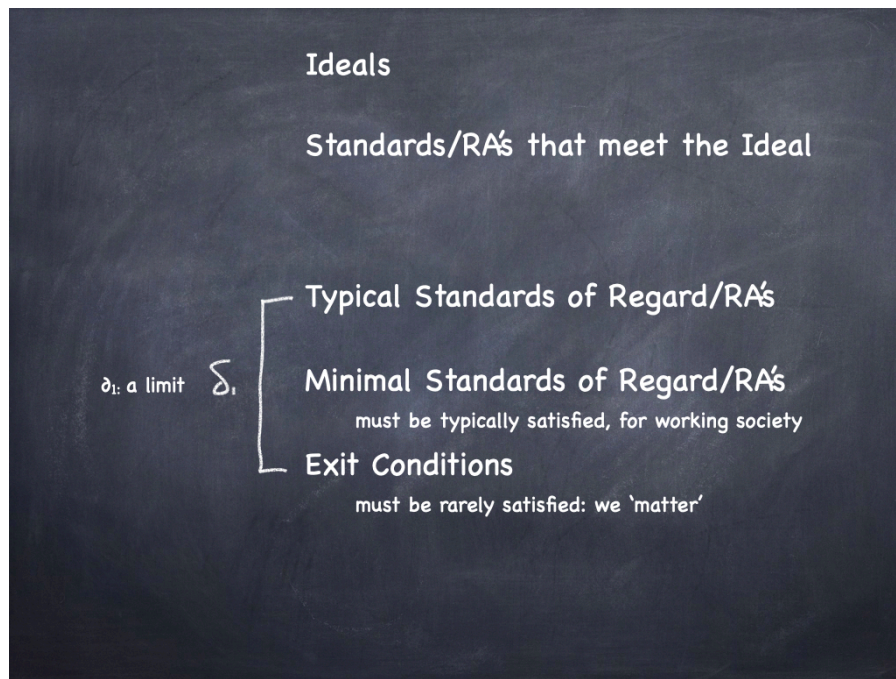 Ideals
Standards/RA's that meet the Ideal
Typical Standards of Regard/RA's
∂1: a limit δ1
Minimal Standards of Regard/RA's
must be typically satisfied, for working society
Exit Conditions
must be rarely satisfied: we ‘matter’